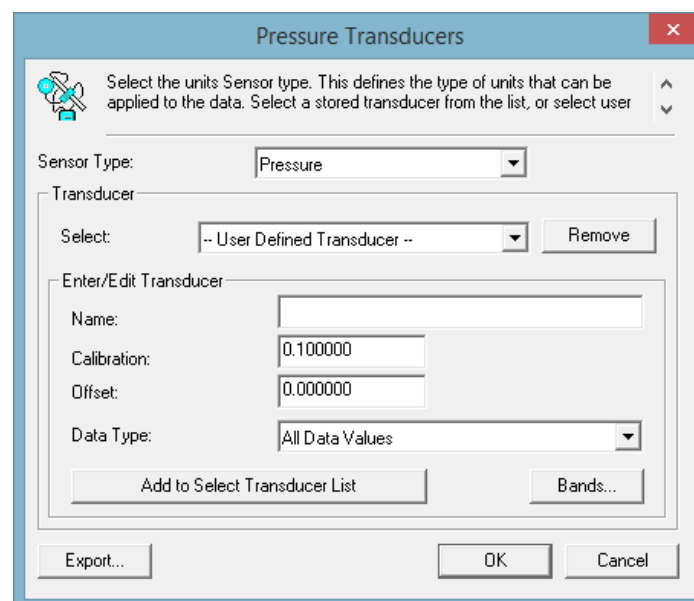 Pressure Transducers
Select the units Sensor type. This defines the type of units that can be
applied to the data. Select a stored transducer from the list, or select user
Sensor Type: Pressure
Transducer
Select: -- User Defined Transducer -- Remove
Enter/Edit Transducer
Name:
Calibration: 0.100000
Offset: 0.000000
Data Type: All Data Values
Add to Select Transducer List Bands...
Export... OK Cancel